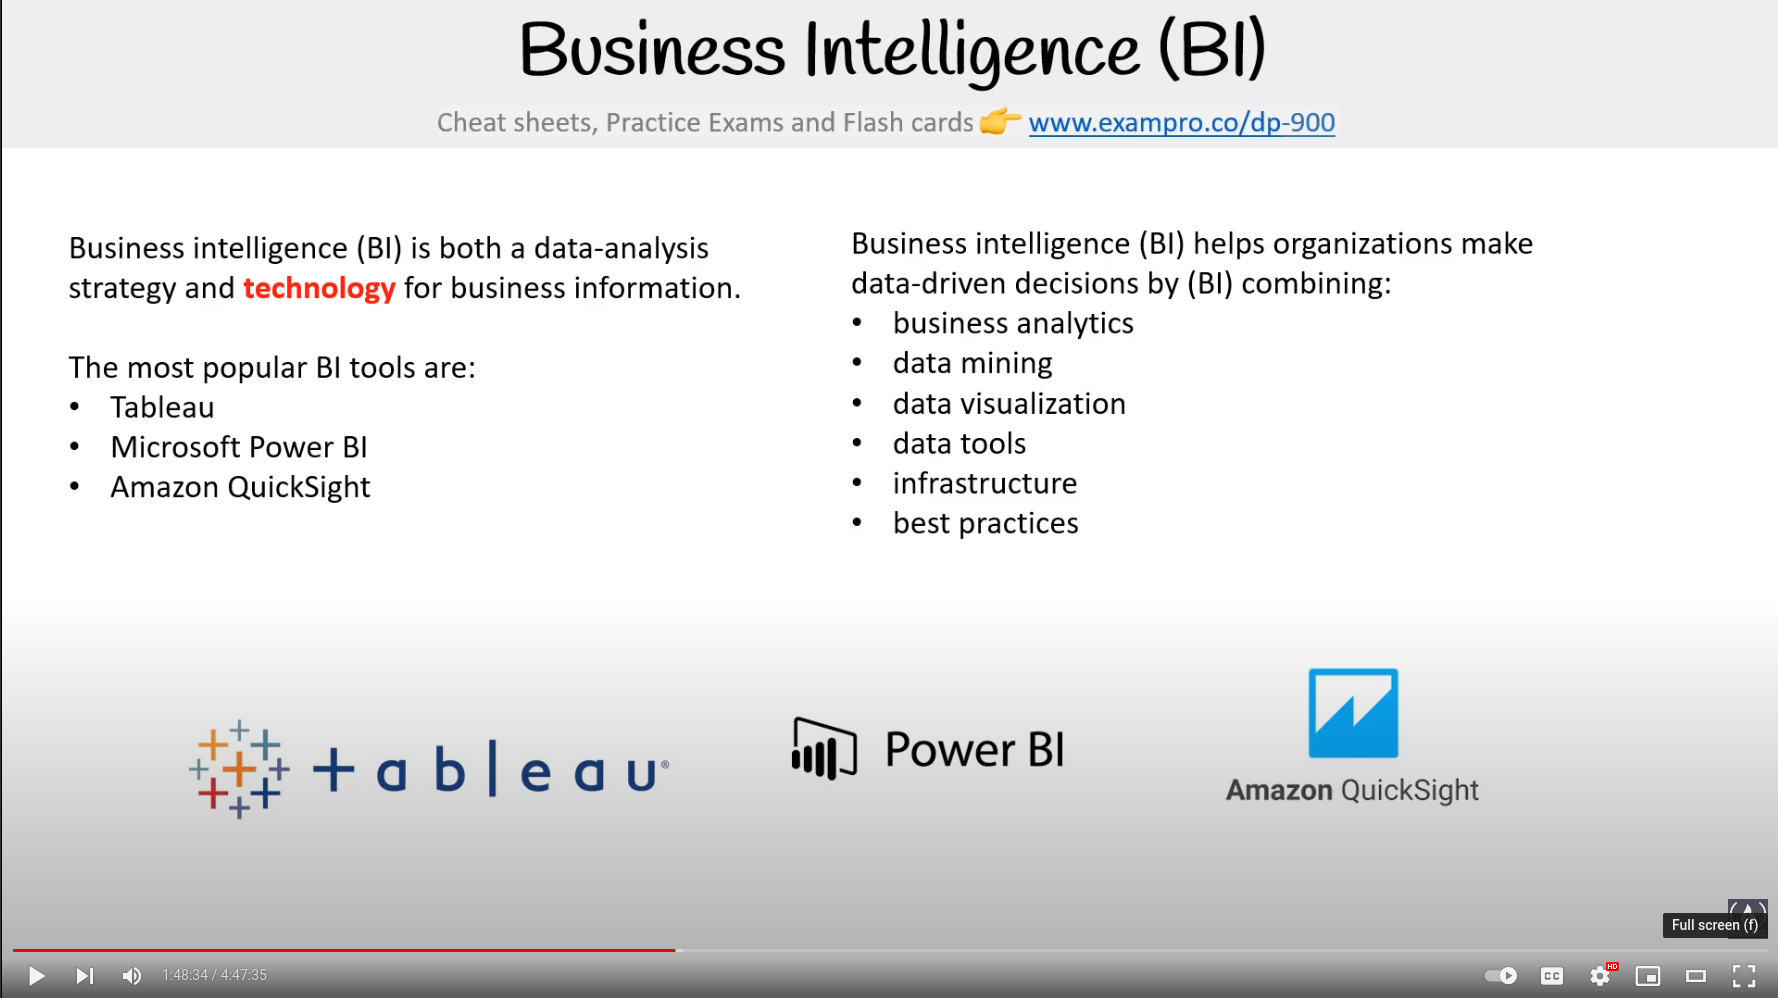 Business Intelligence (BI)
Cheat sheets, Practice Exams and Flash cards 👉 www.exampro.co/dp-900
Business intelligence (BI) is both a data-analysis
strategy and technology for business information.
The most popular BI tools are:
• Tableau
• Microsoft Power BI
• Amazon QuickSight
Business intelligence (BI) helps organizations make
data-driven decisions by (BI) combining:
• business analytics
• data mining
• data visualization
• data tools
• infrastructure
• best practices
+ableau®
Power BI
Amazon QuickSight
Full screen (f)
1:48:34 / 4:47:35
CC
HD